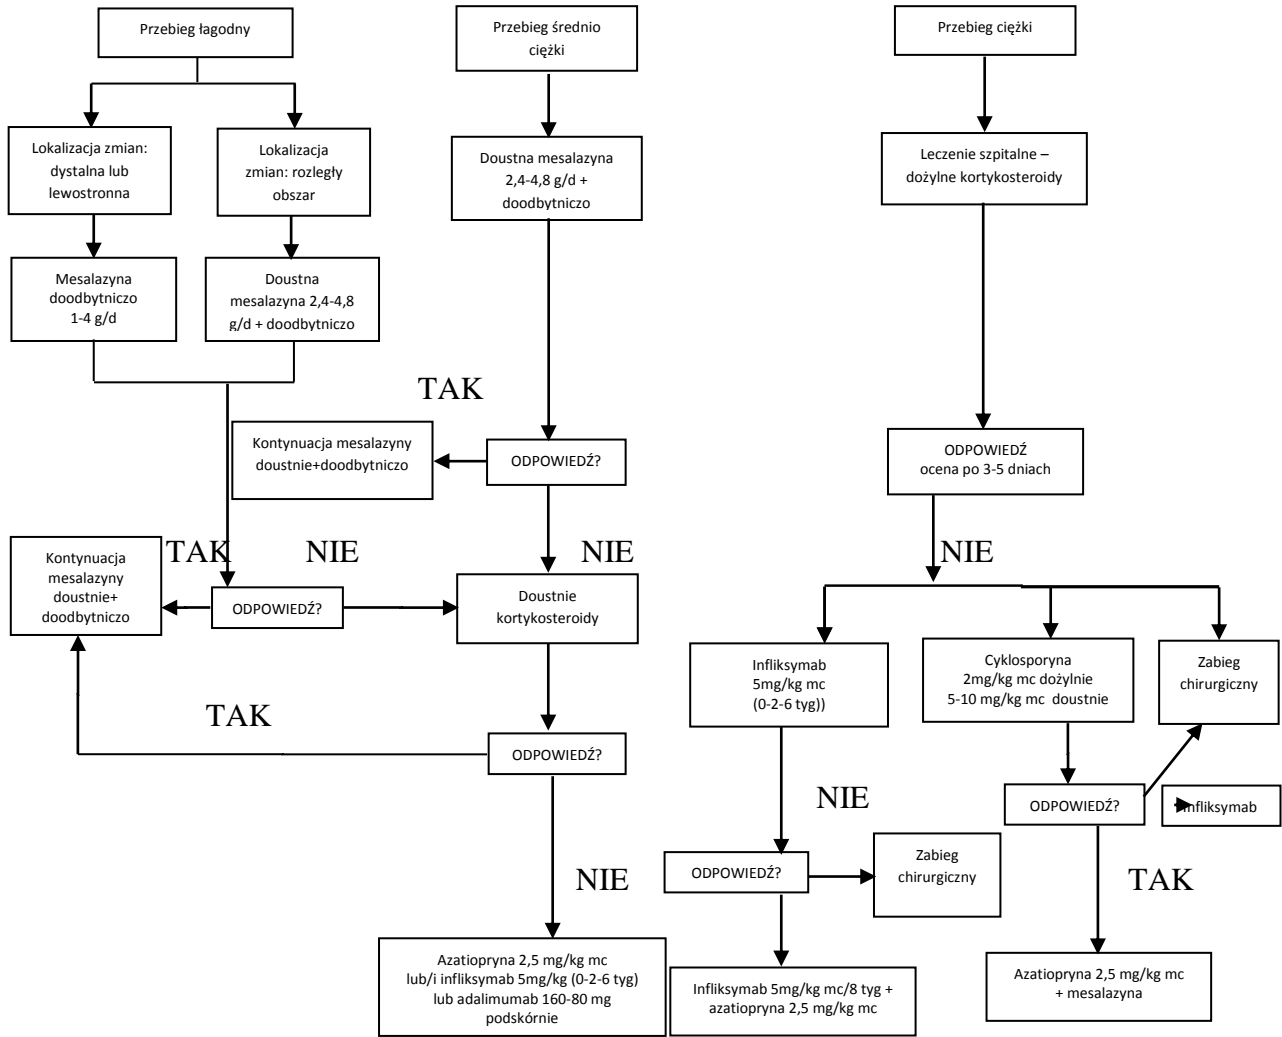 Przebieg łagodny
Przebieg średnio
ciężki
Przebieg ciężki
Lokalizacja zmian:
dystalna lub
lewostronna
Lokalizacja
zmian: rozległy
obszar
Doustna mesalazyna
2,4-4,8 g/d +
doodbytniczo
Leczenie szpitalne –
dożylne kortykosteroidy
Mesalazyna
doodbytniczo
1-4 g/d
Doustna
mesalazyna 2,4-4,8
g/d + doodbytniczo
TAK
Kontynuacja mesalazyny
doustnie+doodbytniczo
ODPOWIEDŹ?
ODPOWIEDŹ
ocena po 3-5 dniach
Kontynuacja
mesalazyny
doustnie+
doodbytniczo
TAK
NIE
NIE
NIE
ODPOWIEDŹ?
Doustnie
kortykosteroidy
Infliksymab
5mg/kg mc
(0-2-6 tyg))
Cyklosporyna
2mg/kg mc dożylnie
5-10 mg/kg mc doustnie
Zabieg
chirurgiczny
TAK
ODPOWIEDŹ?
NIE
ODPOWIEDŹ?
Infliksymab
ODPOWIEDŹ?
Zabieg
chirurgiczny
NIE
TAK
Azatiopryna 2,5 mg/kg mc
lub/i infliksymab 5mg/kg (0-2-6 tyg)
lub adalimumab 160-80 mg
podskórnie
Infliksymab 5mg/kg mc/8 tyg +
azatiopryna 2,5 mg/kg mc
Azatiopryna 2,5 mg/kg mc
+ mesalazyna